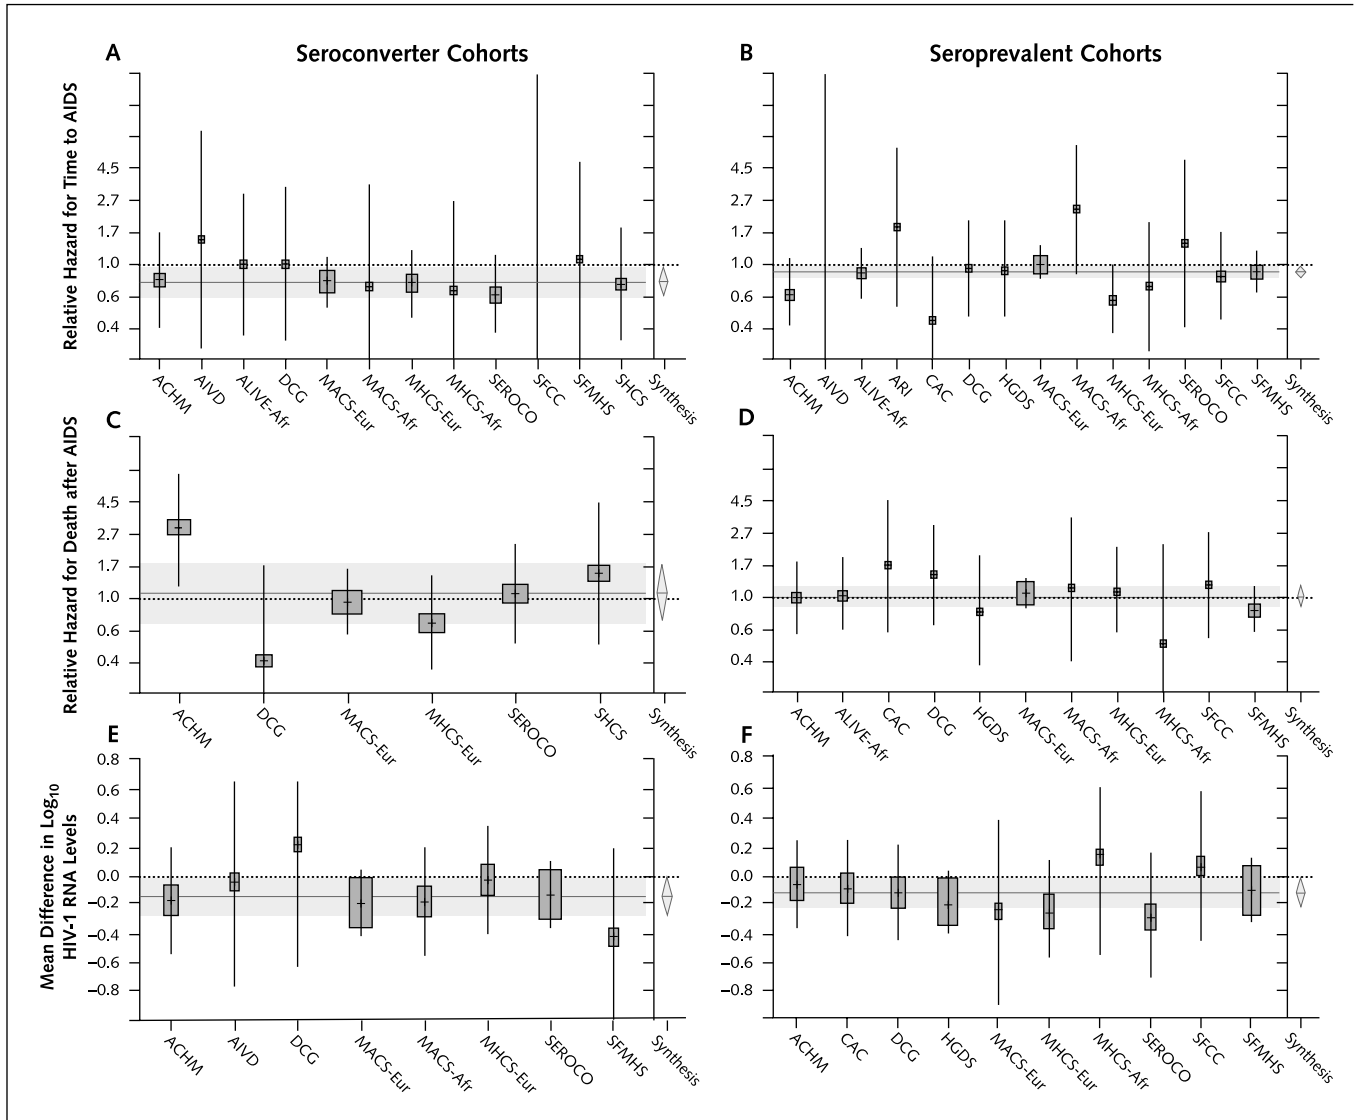 A
Seroconverter Cohorts
B
Seroprevalent Cohorts
Relative Hazard for Time to AIDS
4.5
2.7
1.7
1.0
0.6
0.4
ACHM
AIVD
ALIVE-Afr
DCG
MACS-Eur
MACS-Afr
MHCS-Eur
MHCS-Afr
SEROCO
SFCC
SFMHS
SHCS
Synthesis
4.5
2.7
1.7
1.0
0.6
0.4
ACHM
AIVD
ALIVE-Afr
ARI
CAC
DCG
HGDS
MACS-Eur
MACS-Afr
MHCS-Eur
MHCS-Afr
SEROCO
SFCC
SFMHS
Synthesis
C
Relative Hazard for Death after AIDS
4.5
2.7
1.7
1.0
0.6
0.4
ACHM
DCG
MACS-Eur
MHCS-Eur
SEROCO
SHCS
Synthesis
D
4.5
2.7
1.7
1.0
0.6
0.4
ACHM
ALIVE-Afr
CAC
DCG
HGDS
MACS-Eur
MACS-Afr
MHCS-Eur
MHCS-Afr
SFCC
SFMHS
Synthesis
E
Mean Difference in Log10
HIV-1 RNA Levels
0.8
0.6
0.4
0.2
0.0
−0.2
−0.4
−0.6
−0.8
ACHM
AIVD
DCG
MACS-Eur
MACS-Afr
MHCS-Eur
SEROCO
SFMHS
Synthesis
F
0.8
0.6
0.4
0.2
0.0
−0.2
−0.4
−0.6
−0.8
ACHM
CAC
DCG
HGDS
MACS-Eur
MHCS-Eur
MHCS-Afr
SEROCO
SFCC
SFMHS
Synthesis